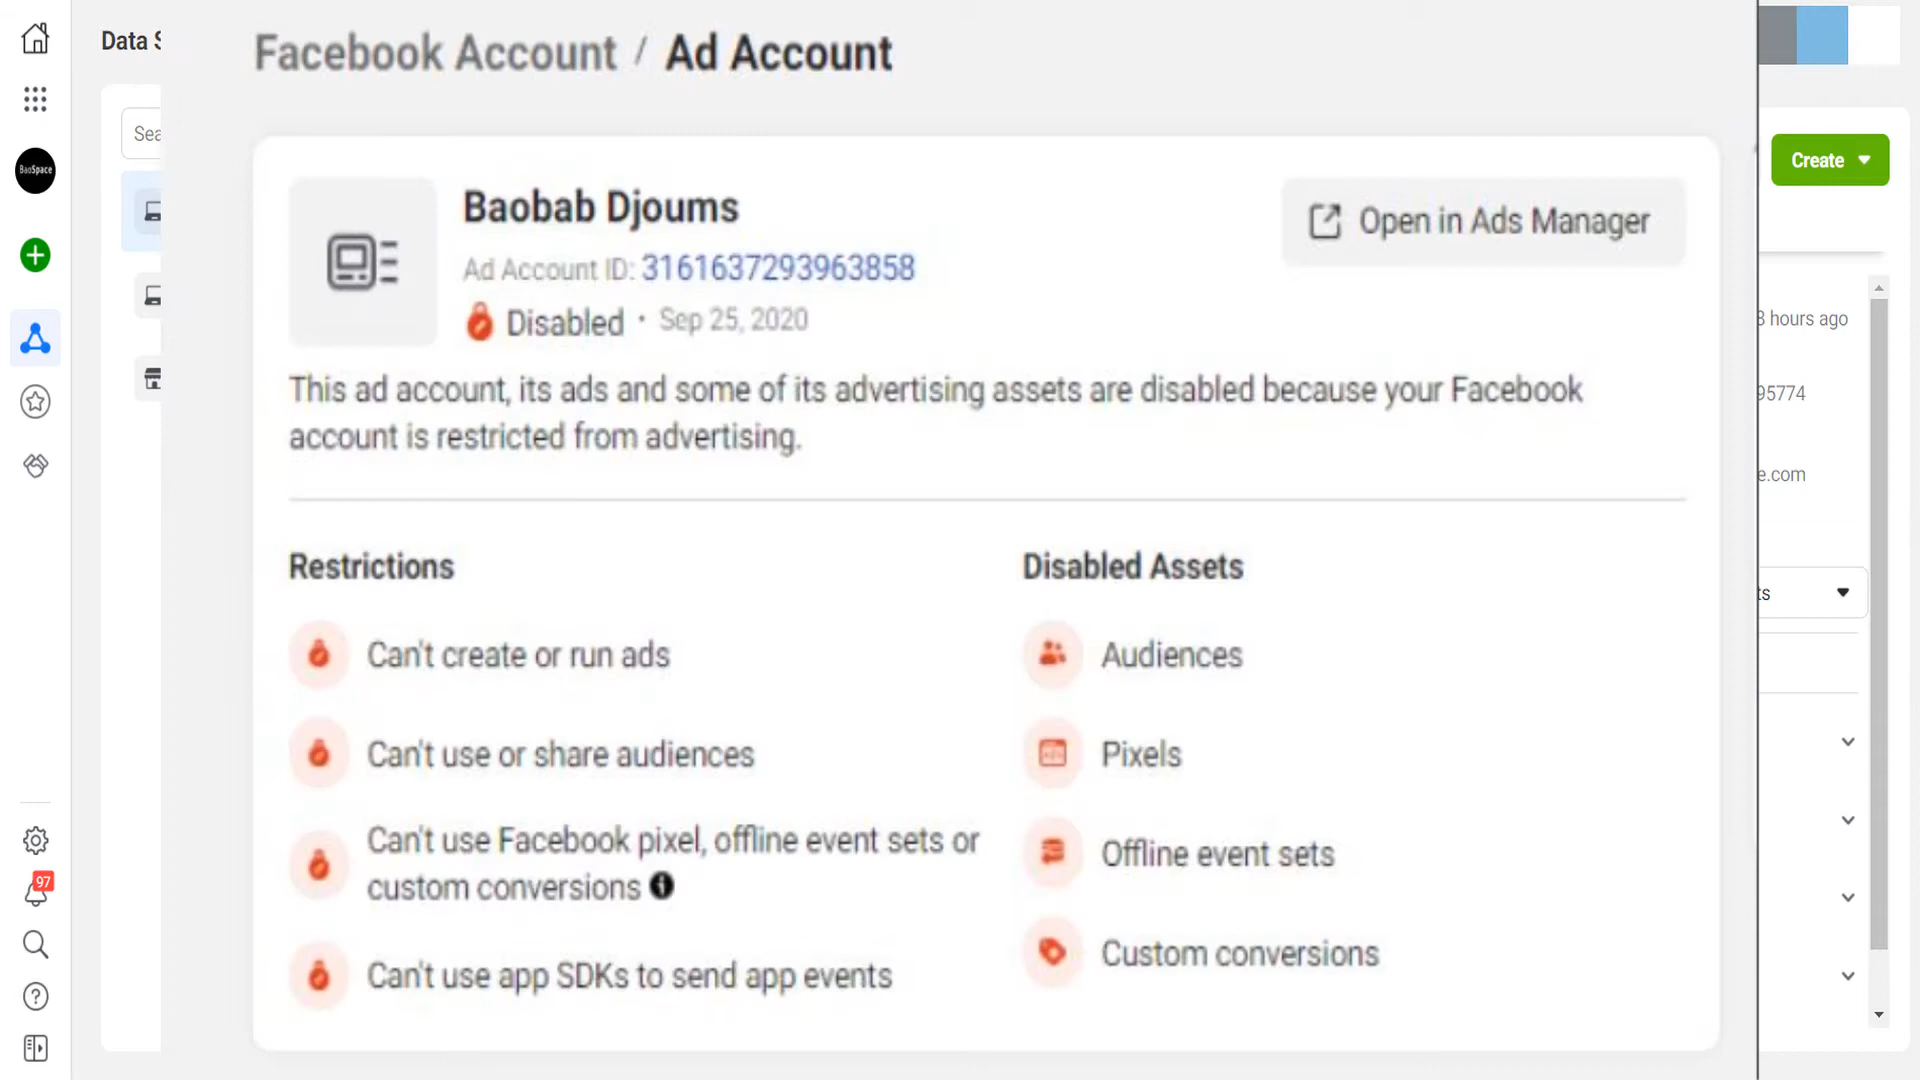 Data S
Sea
BaoSpace
97
Facebook Account / Ad Account
Baobab Djoums
Ad Account ID: 3161637293963858
Disabled · Sep 25, 2020
Open in Ads Manager
This ad account, its ads and some of its advertising assets are disabled because your Facebook
account is restricted from advertising.
Restrictions
Can't create or run ads
Can't use or share audiences
Can't use Facebook pixel, offline event sets or
custom conversions
Can't use app SDKs to send app events
Disabled Assets
Audiences
Pixels
Offline event sets
Custom conversions
Create
3 hours ago
95774
e.com
ts